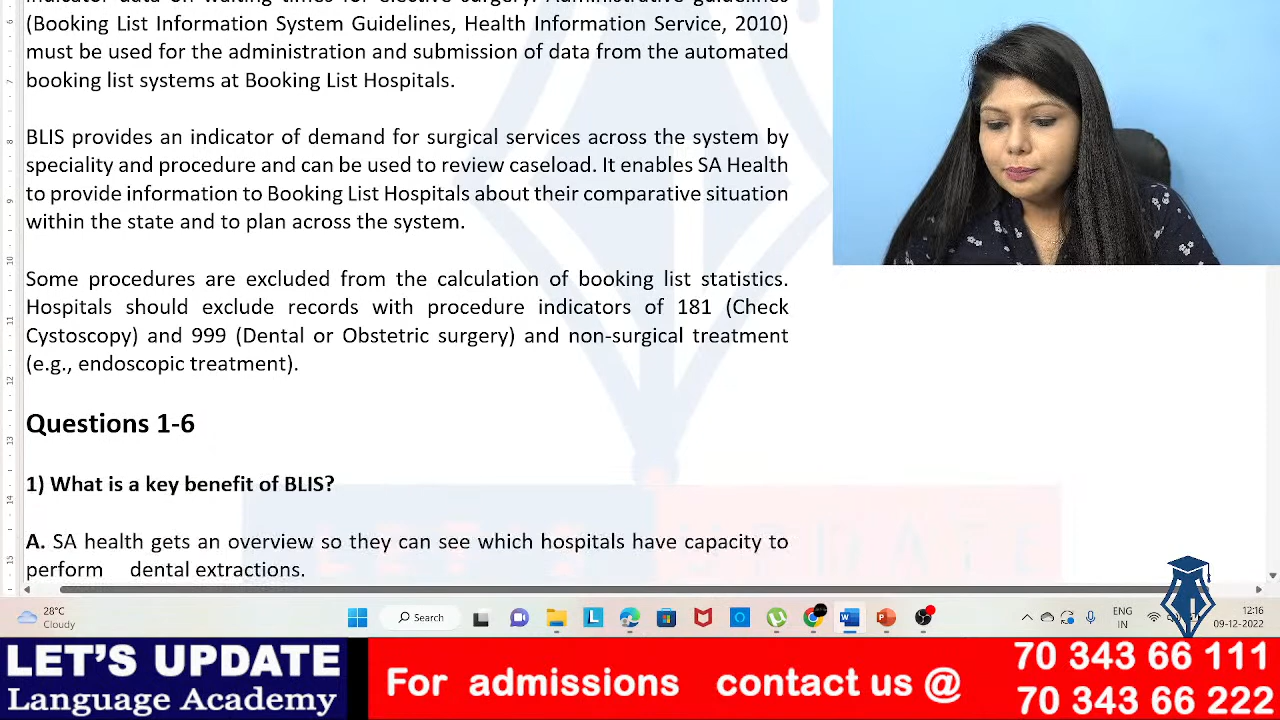 (Booking List Information System Guidelines, Health Information Service, 2010)
must be used for the administration and submission of data from the automated
booking list systems at Booking List Hospitals.
BLIS provides an indicator of demand for surgical services across the system by
speciality and procedure and can be used to review caseload. It enables SA Health
to provide information to Booking List Hospitals about their comparative situation
within the state and to plan across the system.
Some procedures are excluded from the calculation of booking list statistics.
Hospitals should exclude records with procedure indicators of 181 (Check
Cystoscopy) and 999 (Dental or Obstetric surgery) and non-surgical treatment
(e.g., endoscopic treatment).
Questions 1-6
1) What is a key benefit of BLIS?
A. SA health gets an overview so they can see which hospitals have capacity to
perform dental extractions.
28°C
Cloudy
Search
ENG
IN
12:16
09-12-2022
LET'S UPDATE
Language Academy
For admissions contact us @
70 343 66 111
70 343 66 222